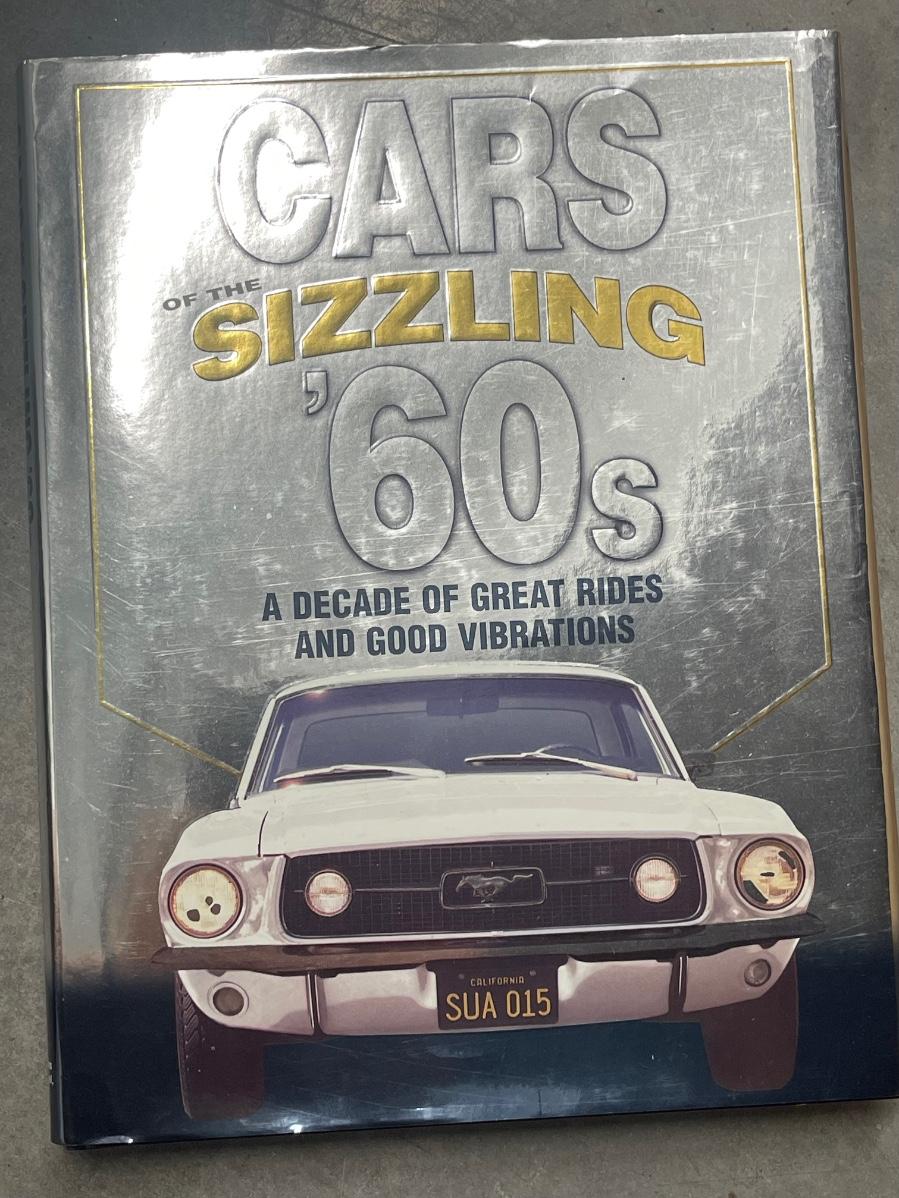 CARS
OF THE
SIZZLING
'60s
A DECADE OF GREAT RIDES
AND GOOD VIBRATIONS
CALIFORNIA
SUA 015